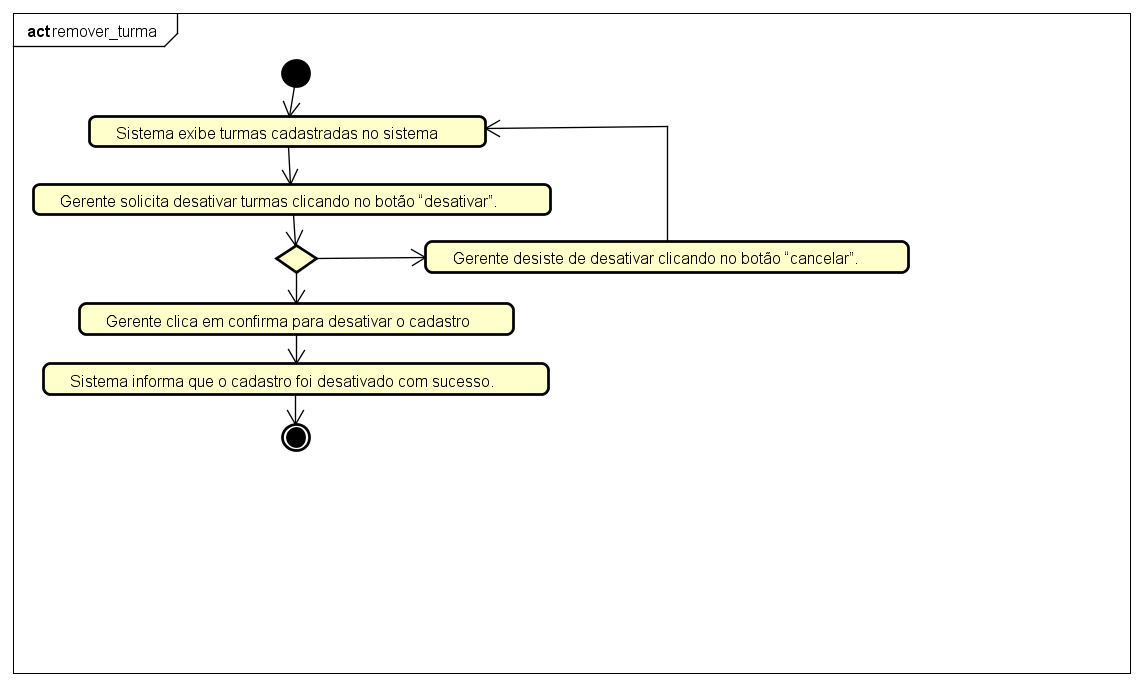 act remover_turma
Sistema exibe turmas cadastradas no sistema
Gerente solicita desativar turmas clicando no botão “desativar”.
Gerente desiste de desativar clicando no botão “cancelar”.
Gerente clica em confirma para desativar o cadastro
Sistema informa que o cadastro foi desativado com sucesso.